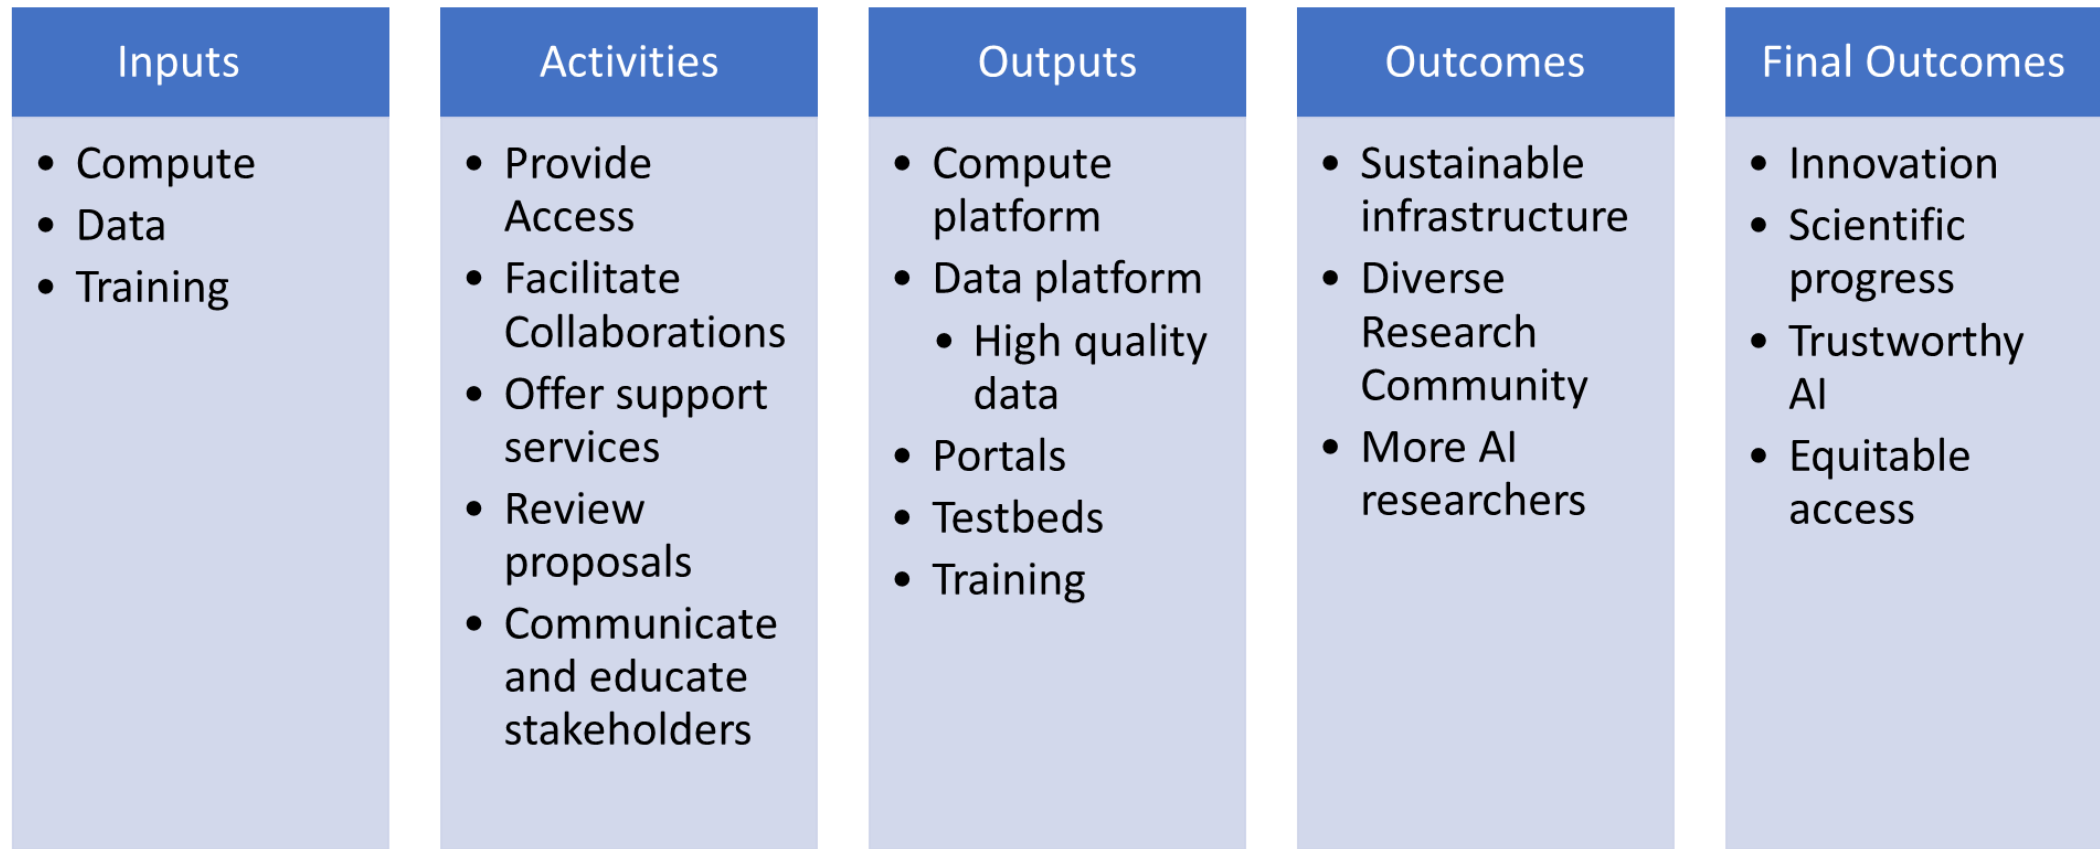 Inputs
• Compute
• Data
• Training
Activities
• Provide
Access
• Facilitate
Collaborations
• Offer support
services
• Review
proposals
• Communicate
and educate
stakeholders
Outputs
• Compute
platform
• Data platform
• High quality
data
• Portals
• Testbeds
• Training
Outcomes
• Sustainable
infrastructure
• Diverse
Research
Community
• More AI
researchers
Final Outcomes
• Innovation
• Scientific
progress
• Trustworthy
AI
• Equitable
access